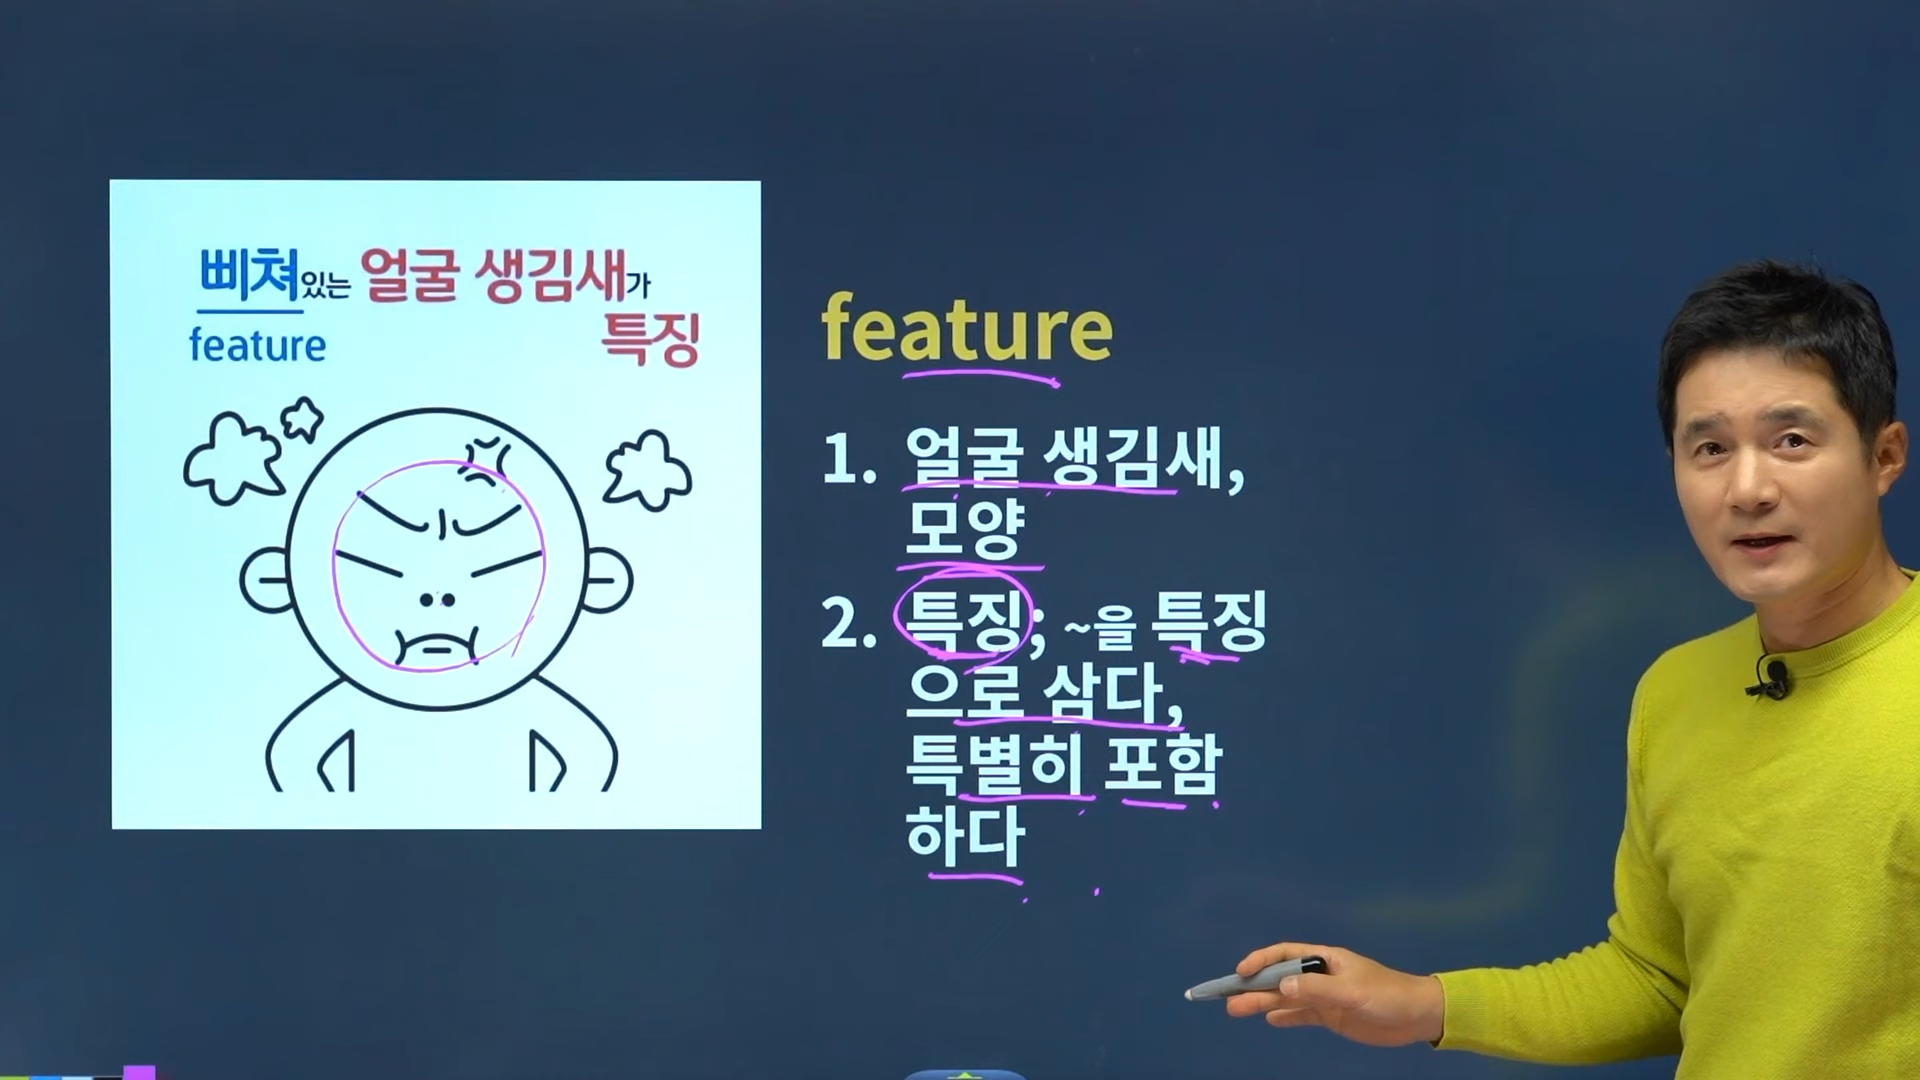 삐쳐있는 얼굴 생김새가
feature 특징
feature
1. 얼굴 생김새,
모양
2. 특징; ~을 특징
으로 삼다,
특별히 포함
하다